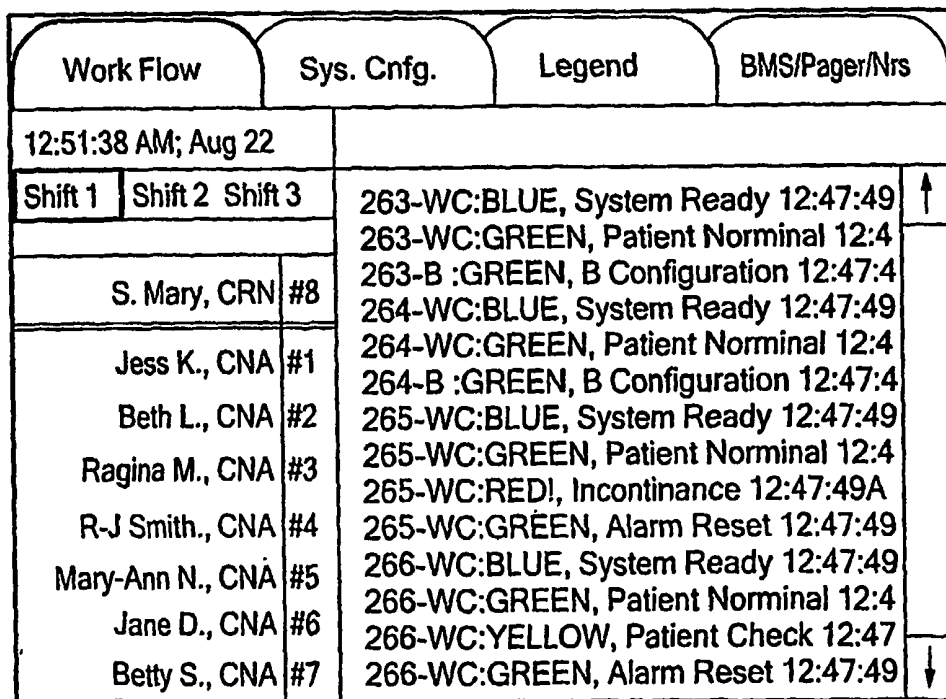 Work Flow Sys. Cnfg. Legend BMS/Pager/Nrs
12:51:38 AM; Aug 22
Shift 1 Shift 2 Shift 3
S. Mary, CRN #8
Jess K., CNA #1
Beth L., CNA #2
Ragina M., CNA #3
R-J Smith., CNA #4
Mary-Ann N., CNA #5
Jane D., CNA #6
Betty S., CNA #7
263-WC:BLUE, System Ready 12:47:49
263-WC:GREEN, Patient Norminal 12:4
263-B :GREEN, B Configuration 12:47:4
264-WC:BLUE, System Ready 12:47:49
264-WC:GREEN, Patient Norminal 12:4
264-B :GREEN, B Configuration 12:47:4
265-WC:BLUE, System Ready 12:47:49
265-WC:GREEN, Patient Norminal 12:4
265-WC:RED!, Incontinance 12:47:49A
265-WC:GREEN, Alarm Reset 12:47:49
266-WC:BLUE, System Ready 12:47:49
266-WC:GREEN, Patient Norminal 12:4
266-WC:YELLOW, Patient Check 12:47
266-WC:GREEN, Alarm Reset 12:47:49